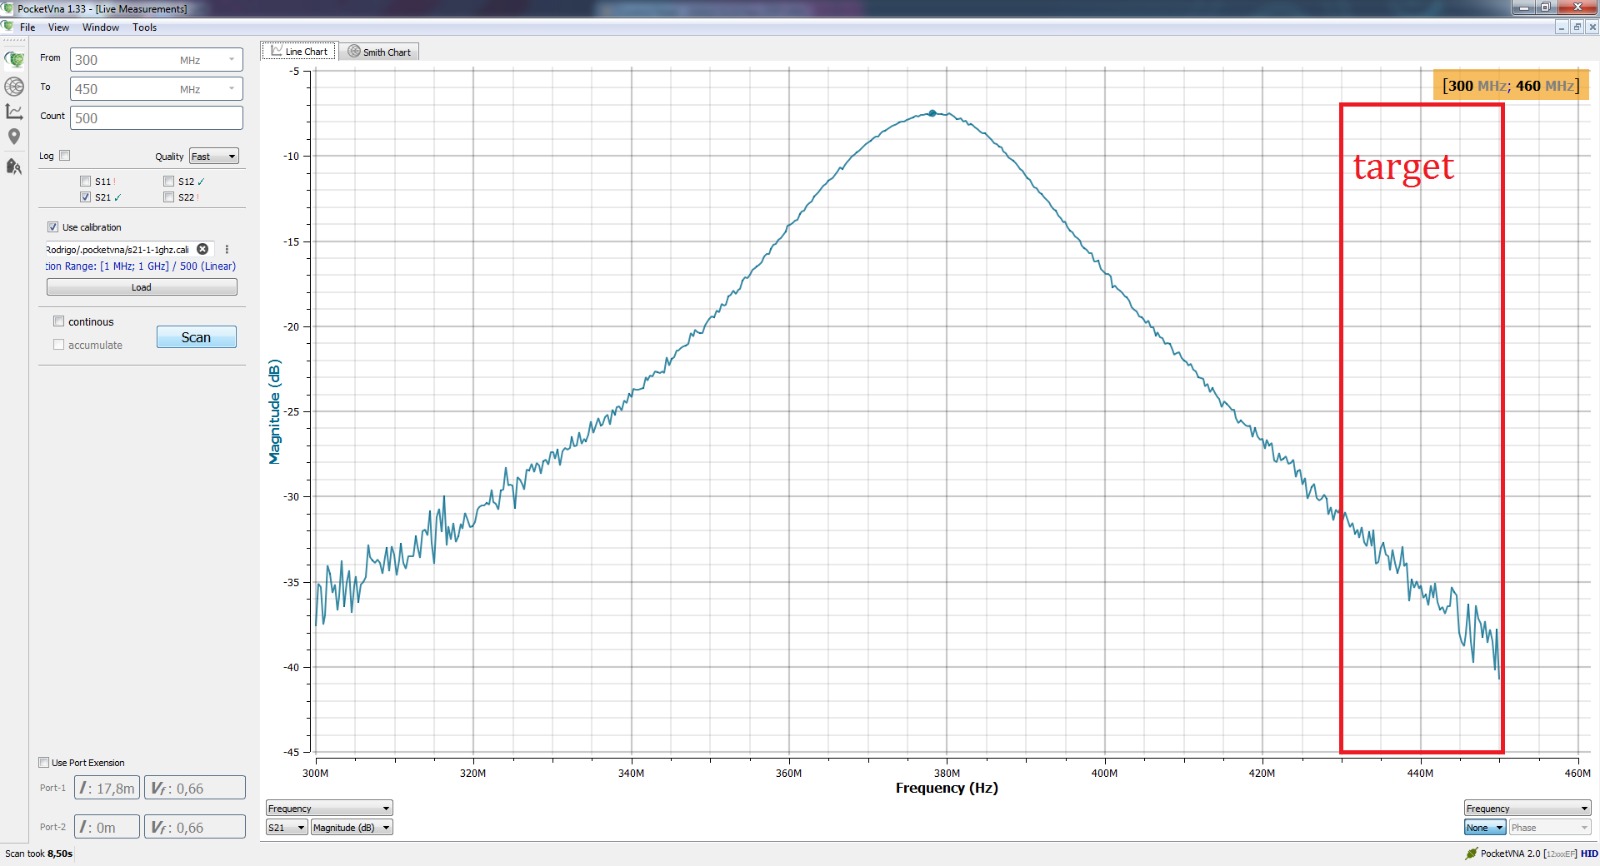 PocketVna 1.33 - [Live Measurements]
File View Window Tools
From 300 MHz
To 450 MHz
Count 500
Log Quality Fast
S11 ! S12 ✓
S21 ✓ S22 !
Use calibration
Rodrigo/.pocketvna/s21-1-1ghz.cali
tion Range: [1 MHz; 1 GHz] / 500 (Linear)
Load
continous
accumulate
Scan
Use Port Exension
Port-1 l : 17,8m Vf : 0,66
Port-2 l : 0m Vf : 0,66
Scan took 8,50s
Line Chart Smith Chart
[300 MHz; 460 MHz]
target
Magnitude (dB)
-5
-10
-15
-20
-25
-30
-35
-40
-45
300M 320M 340M 360M 380M 400M 420M 440M 460M
Frequency (Hz)
Frequency
S21 Magnitude (dB)
Frequency
None Phase
PocketVNA 2.0 [12xxxEF] HID